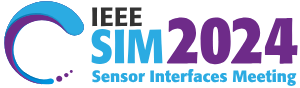 IEEE
SIM2024
Sensor Interfaces Meeting